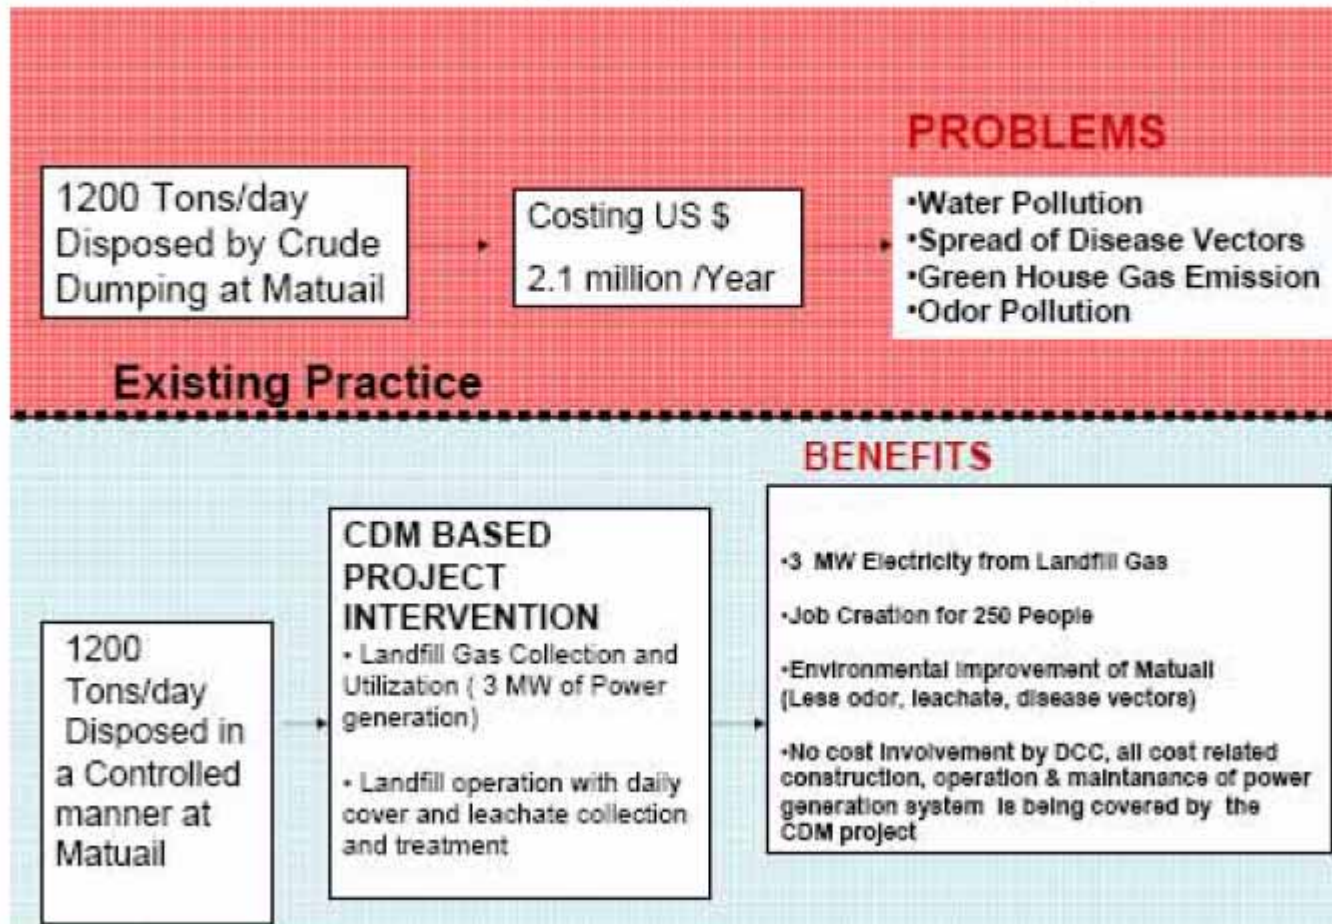 PROBLEMS
1200 Tons/day
Disposed by Crude
Dumping at Matuail
Costing US $
2.1 million /Year
•Water Pollution
•Spread of Disease Vectors
•Green House Gas Emission
•Odor Pollution
Existing Practice
BENEFITS
1200
Tons/day
Disposed in
a Controlled
manner at
Matuail
CDM BASED
PROJECT
INTERVENTION
• Landfill Gas Collection and
Utilization ( 3 MW of Power
generation)
• Landfill operation with daily
cover and leachate collection
and treatment
•3 MW Electricity from Landfill Gas
•Job Creation for 250 People
•Environmental Improvement of Matuail
(Less odor, leachate, disease vectors)
•No cost Involvement by DCC, all cost related
construction, operation & maintanance of power
generation system is being covered by the
CDM project